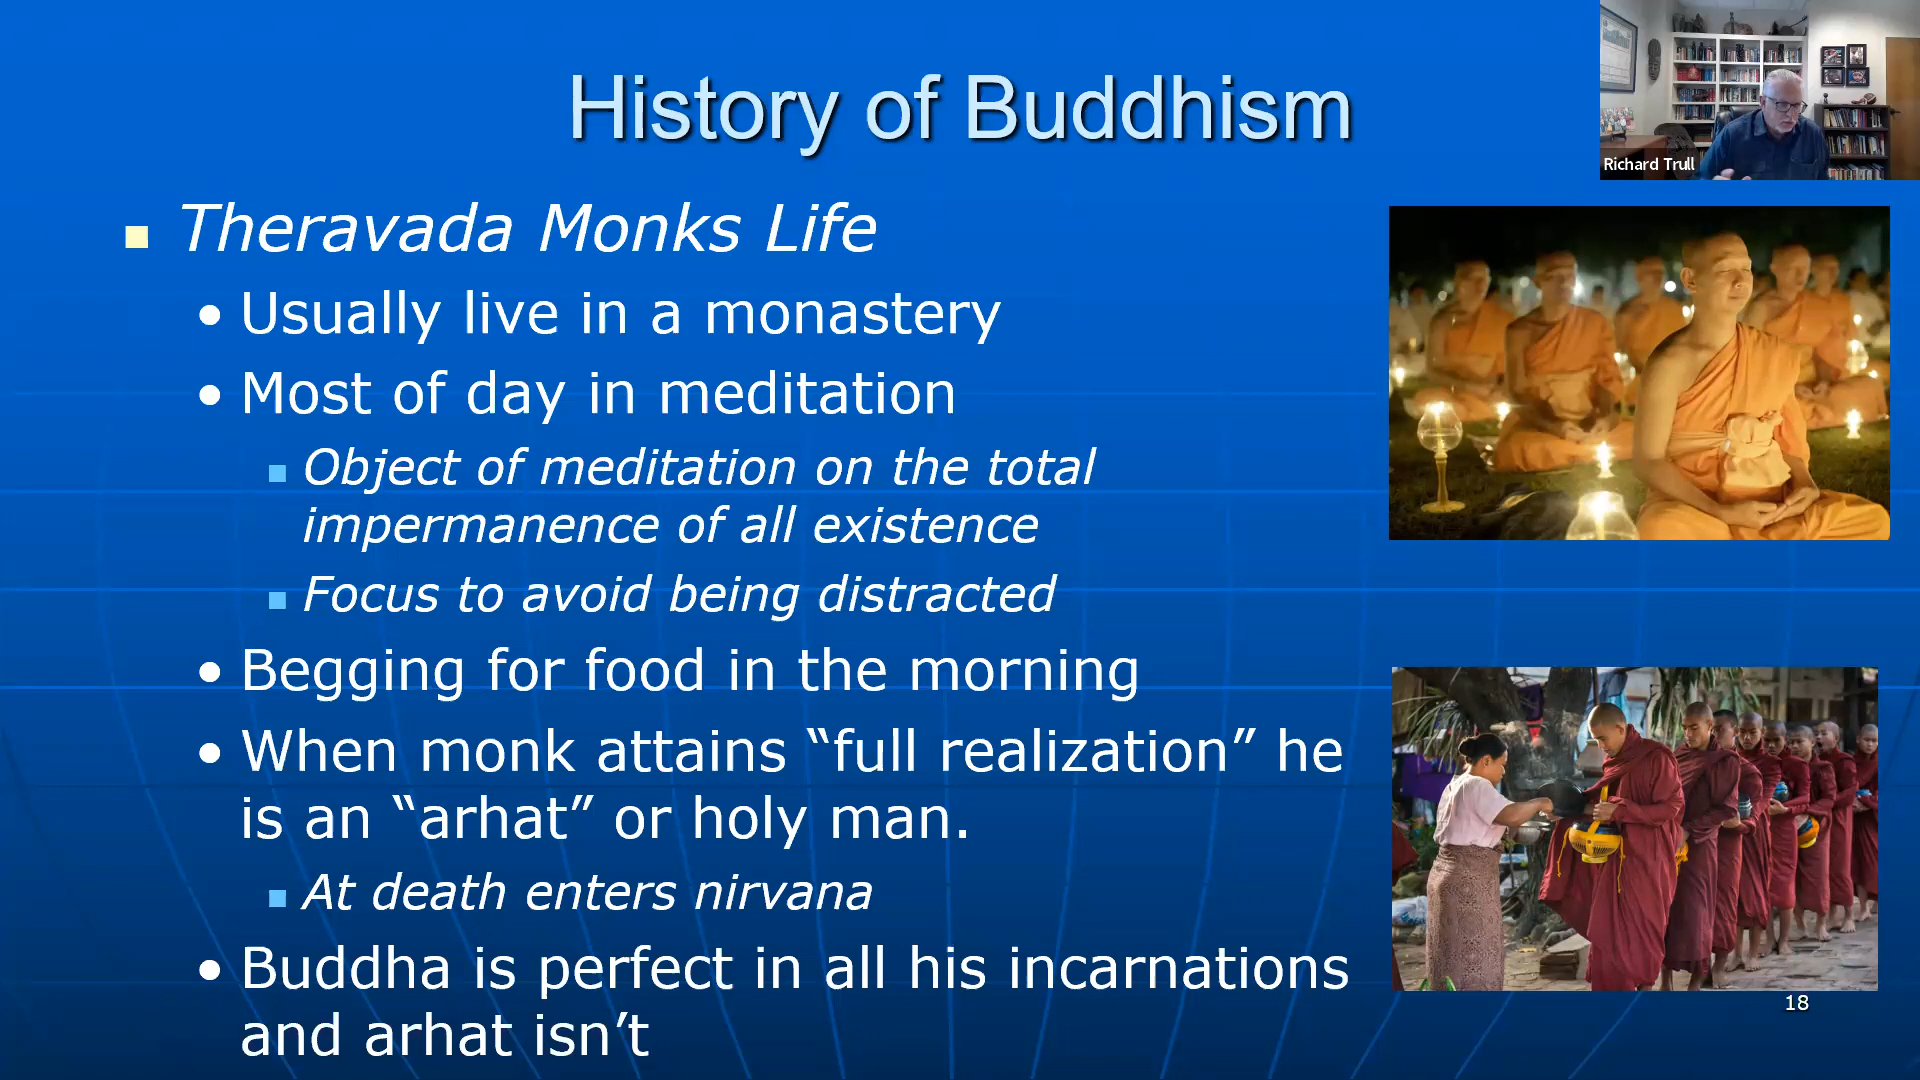 History of Buddhism
Richard Trull
Theravada Monks Life
Usually live in a monastery
Most of day in meditation
Object of meditation on the total
impermanence of all existence
Focus to avoid being distracted
Begging for food in the morning
When monk attains “full realization” he
is an “arhat” or holy man.
At death enters nirvana
Buddha is perfect in all his incarnations
and arhat isn’t
18